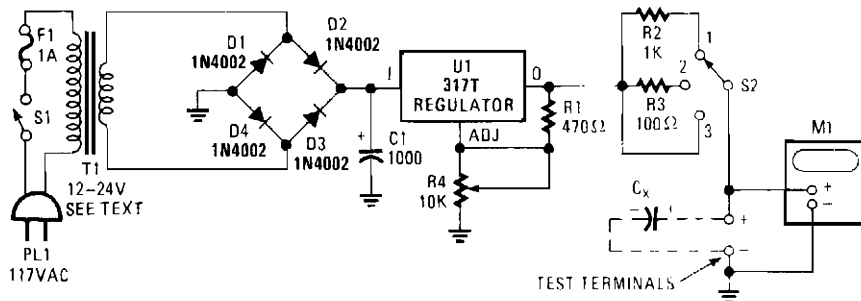 F1
1A
S1
PL1
117VAC
T1
12–24V
SEE TEXT
D1
1N4002
D2
1N4002
D4
1N4002
D3
1N4002
+
C1
1000
I
U1
317T
REGULATOR
O
ADJ
R1
470Ω
R4
10K
R2
1K
1
2
R3
100Ω
3
S2
M1
+
−
Cx
−
+
+
−
TEST TERMINALS